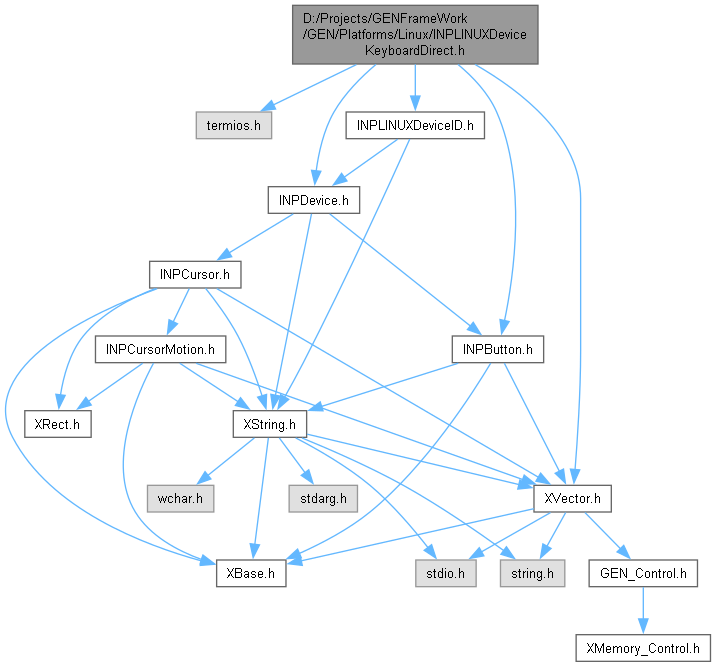 D:/Projects/GENFrameWork
/GEN/Platforms/Linux/INPLINUXDevice
KeyboardDirect.h
termios.h
INPLINUXDeviceID.h
INPDevice.h
INPCursor.h
INPCursorMotion.h
INPButton.h
XRect.h
XString.h
wchar.h
stdarg.h
XVector.h
XBase.h
stdio.h
string.h
GEN_Control.h
XMemory_Control.h